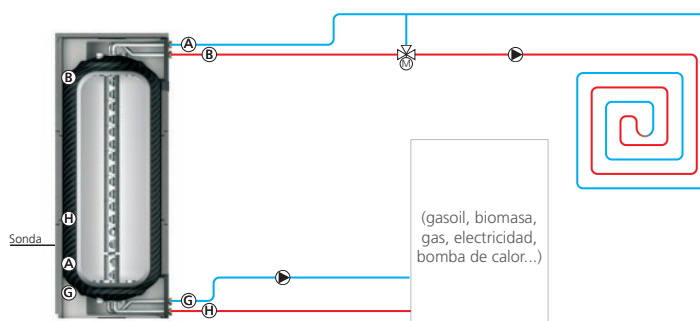 A
B
M
B
(gasoil, biomasa,
gas, electricidad,
bomba de calor...)
H
Sonda
A
G
G
H